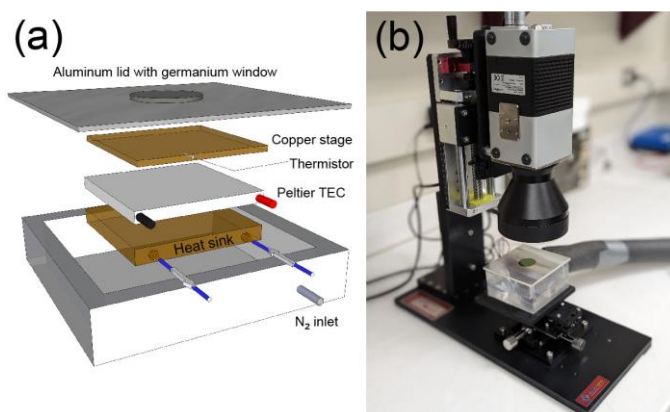 (a)
Aluminum lid with germanium window
Copper stage
Thermistor
Peltier TEC
Heat sink
N₂ inlet
(b)